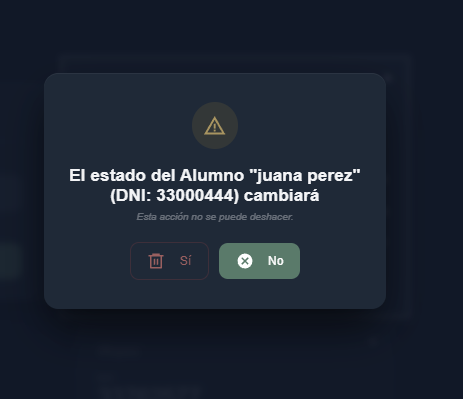 El estado del Alumno "juana perez"
(DNI: 33000444) cambiará
Esta acción no se puede deshacer.
Sí
No